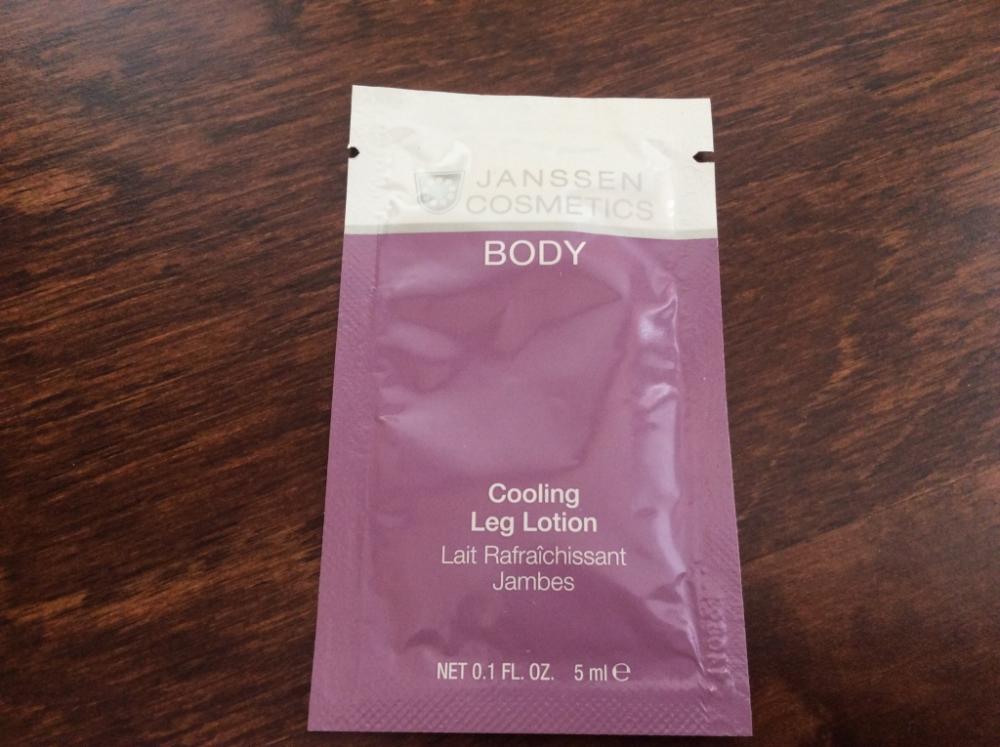 JANSSEN
COSMETICS
BODY
Cooling
Leg Lotion
Lait Rafraîchissant
Jambes
NET 0.1 FL. OZ. 5 ml ℮